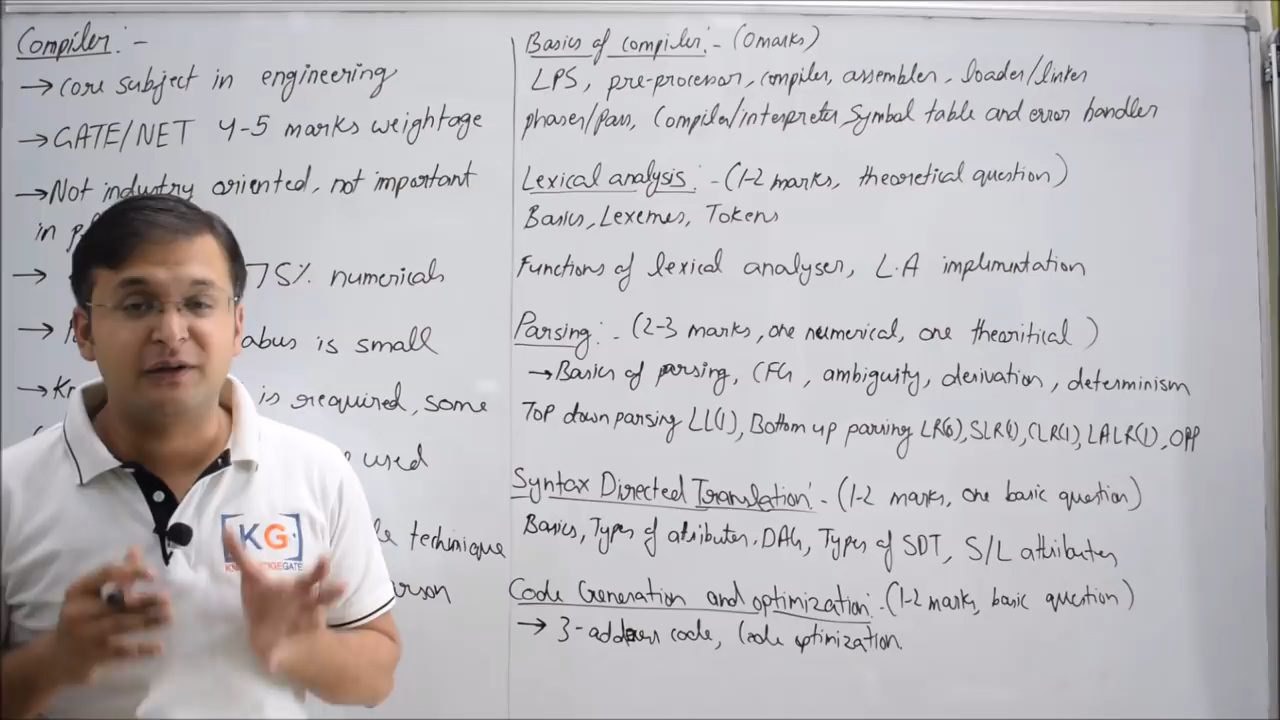 Compiler:-
→ core subject in engineering
→ GATE/NET 4-5 marks weightage
→ Not industry oriented, not important
in
→ 75% numericals
→ is small
→ is required, some
used
technique
Basics of compiler:- (0 marks)
LPS, pre-processor, compiler, assembler, loader/linker
phases/pass, Compiler/interpreter, Symbol table and error handler
Lexical analysis:- (1-2 marks, theoretical question)
Basics, Lexemes, Tokens
Functions of lexical analyser, L.A implimentation
Parsing:- (2-3 marks, one numerical, one theoritical)
→ Basics of parsing, CFG, ambiguity, derivation, determinism
Top down parsing LL(1), Bottom up parsing LR(0), SLR(1), CLR(1), LALR(1), OPP
Syntax Directed Translation:- (1-2 marks, one basic question)
Basics, Types of atributes, DAG, Types of SDT, S/L attributes
Code Generation and optimization:- (1-2 marks, basic question)
→ 3-address code, Code optimization.
KG